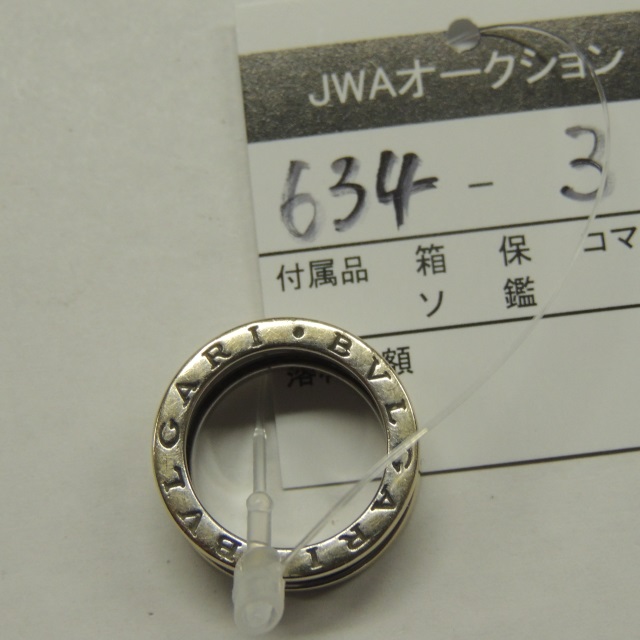 JWAオークション
634 - 3
付属品 箱 保 コマ
ソ 鑑
額
BVLGARI • BVLGARI